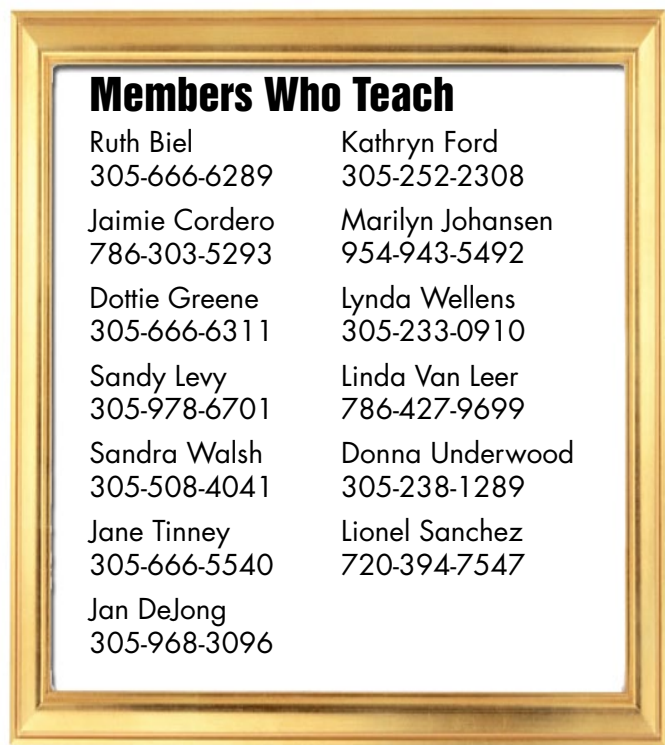 Members Who Teach
Ruth Biel
305-666-6289
Jaimie Cordero
786-303-5293
Dottie Greene
305-666-6311
Sandy Levy
305-978-6701
Sandra Walsh
305-508-4041
Jane Tinney
305-666-5540
Jan DeJong
305-968-3096
Kathryn Ford
305-252-2308
Marilyn Johansen
954-943-5492
Lynda Wellens
305-233-0910
Linda Van Leer
786-427-9699
Donna Underwood
305-238-1289
Lionel Sanchez
720-394-7547